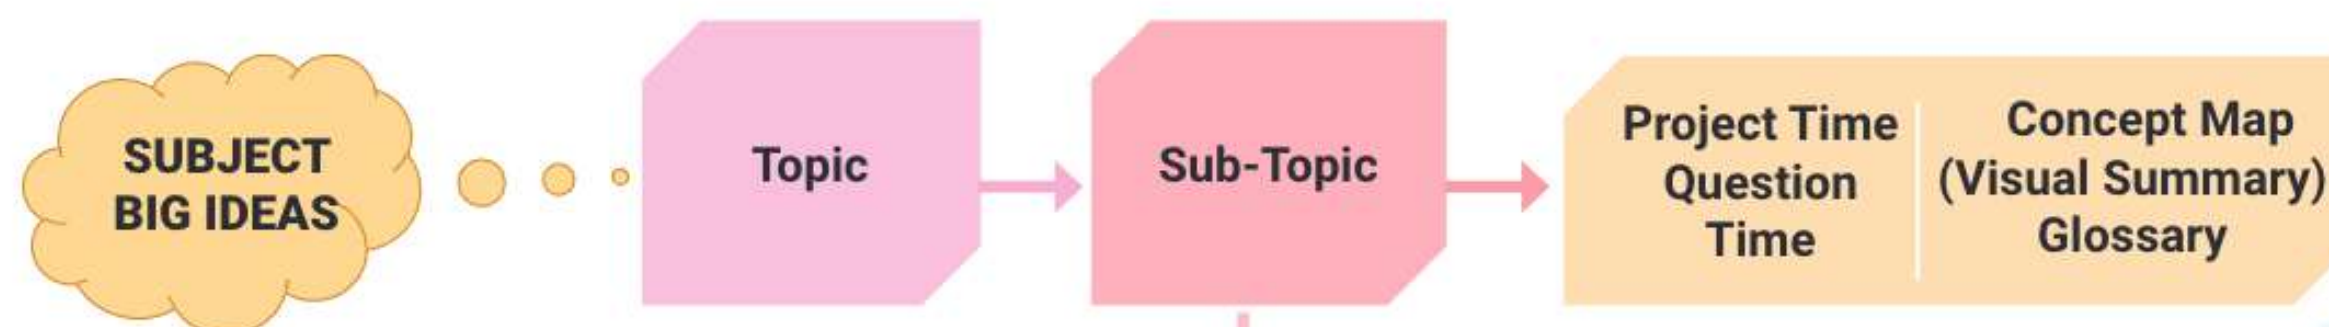 SUBJECT
BIG IDEAS
Topic
Sub-Topic
Project Time
Question
Time
Concept Map
(Visual Summary)
Glossary